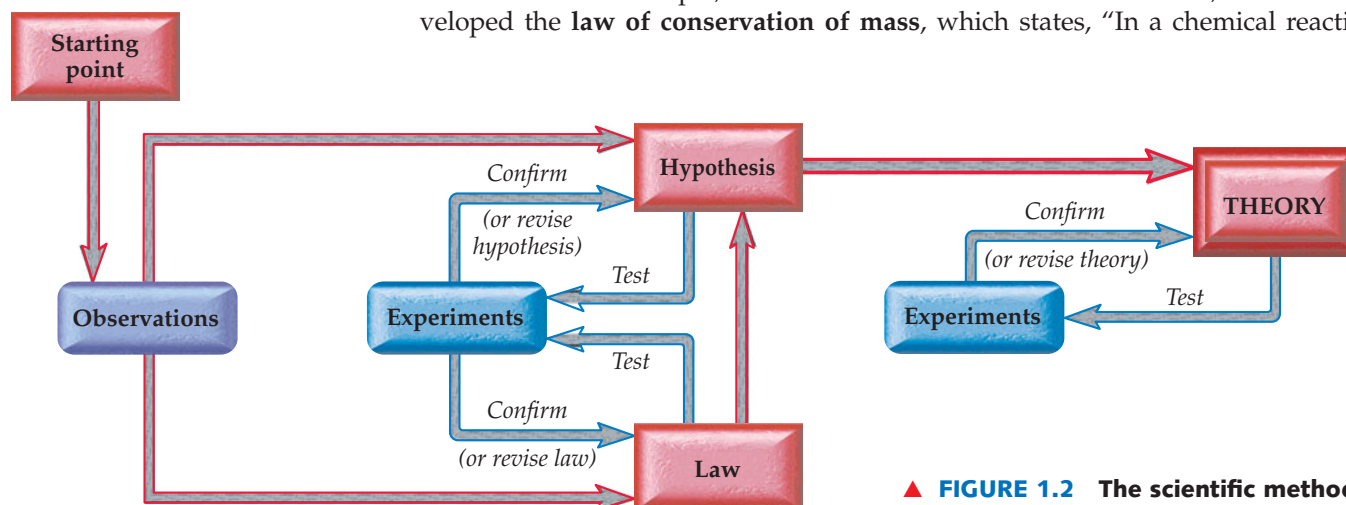 veloped the law of conservation of mass, which states, “In a chemical reacti
Starting
point
Hypothesis
Confirm
(or revise
hypothesis)
Test
THEORY
Confirm
(or revise theory)
Test
Observations
Experiments
Experiments
Test
Confirm
(or revise law)
Law
▲ FIGURE 1.2 The scientific method